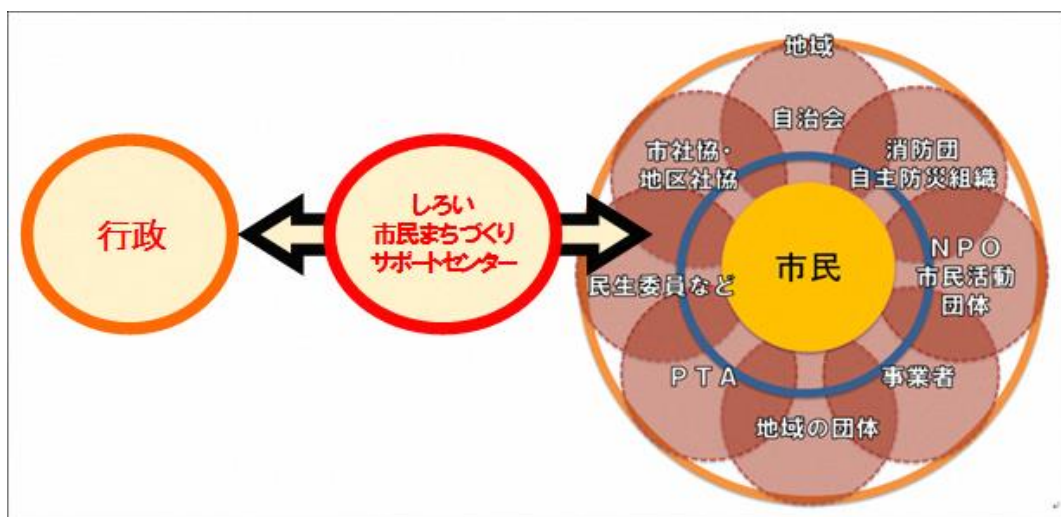 行政
しろい
市民まちづくり
サポートセンター
地域
自治会
市社協・
地区社協
消防団
自主防災組織
民生委員など
市民
ＮＰＯ
市民活動
団体
ＰＴＡ
事業者
地域の団体